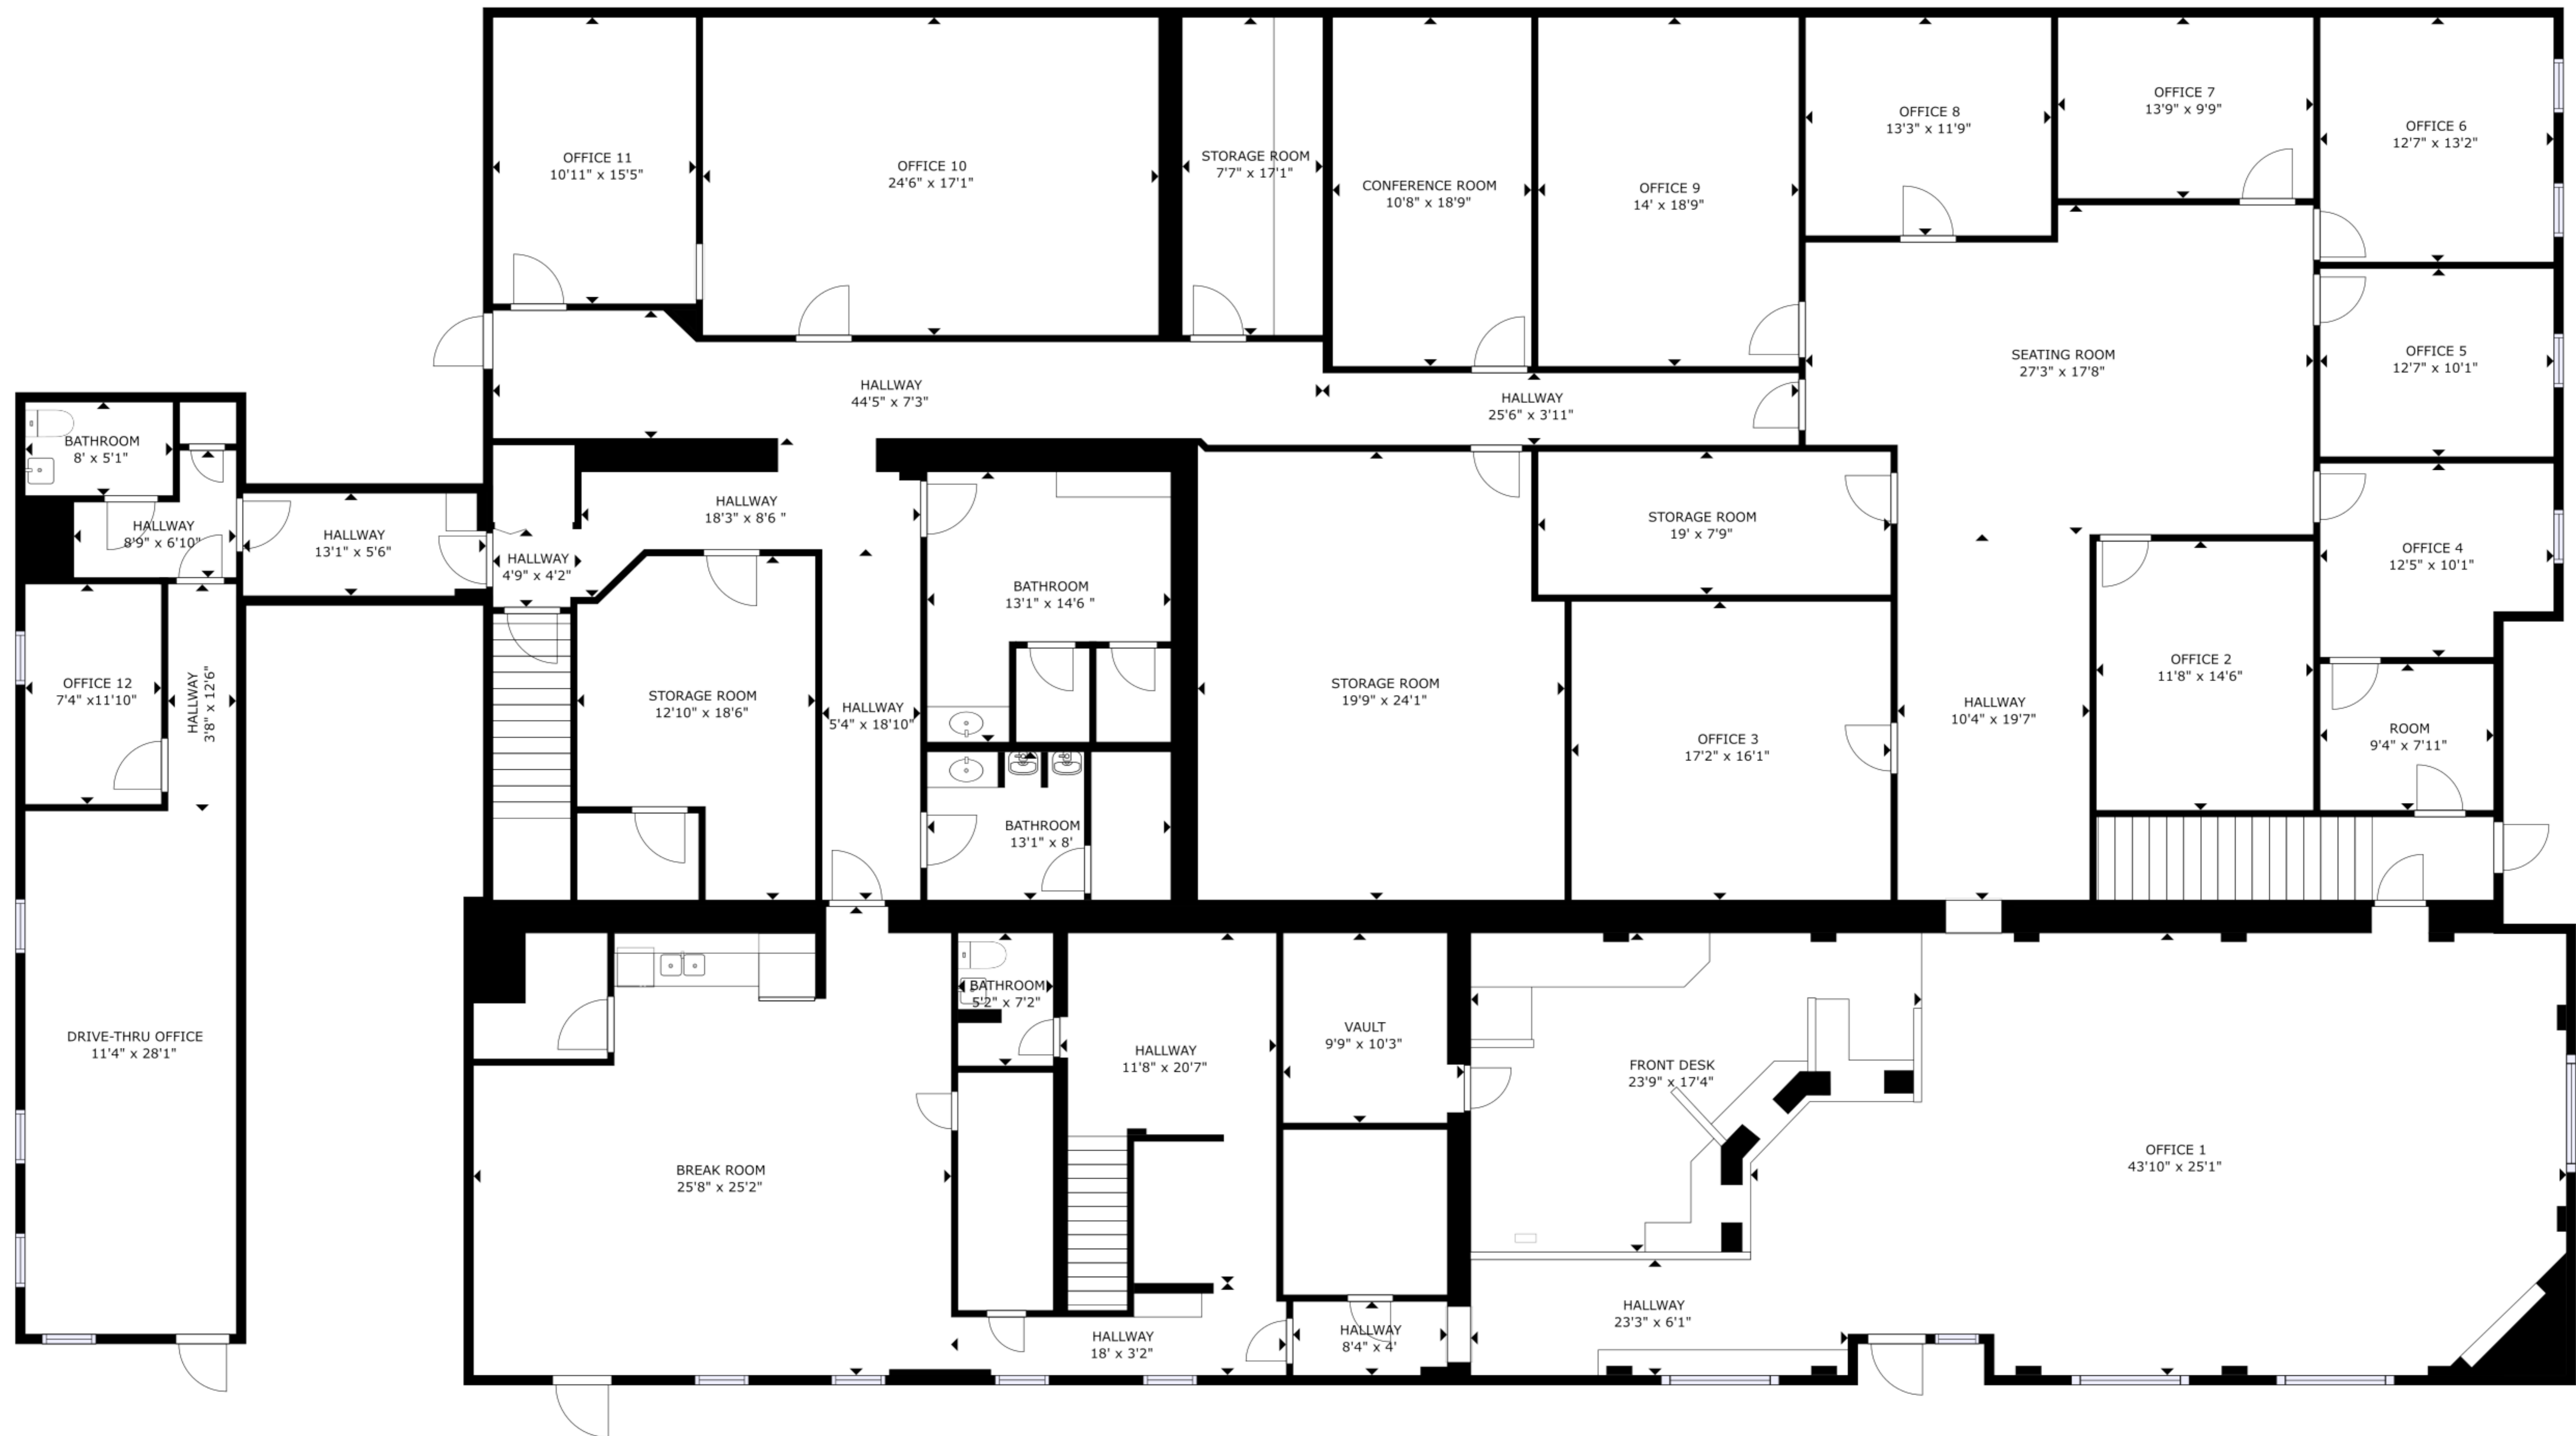 OFFICE 11
10'11" x 15'5"
OFFICE 10
24'6" x 17'1"
STORAGE ROOM
7'7" x 17'1"
CONFERENCE ROOM
10'8" x 18'9"
OFFICE 9
14' x 18'9"
OFFICE 8
13'3" x 11'9"
OFFICE 7
13'9" x 9'9"
OFFICE 6
12'7" x 13'2"
HALLWAY
44'5" x 7'3"
HALLWAY
25'6" x 3'11"
SEATING ROOM
27'3" x 17'8"
OFFICE 5
12'7" x 10'1"
BATHROOM
8' x 5'1"
HALLWAY
8'9" x 6'10"
HALLWAY
13'1" x 5'6"
HALLWAY
4'9" x 4'2"
HALLWAY
18'3" x 8'6 "
BATHROOM
13'1" x 14'6 "
STORAGE ROOM
19' x 7'9"
OFFICE 4
12'5" x 10'1"
OFFICE 12
7'4" x11'10"
HALLWAY
3'8" x 12'6"
STORAGE ROOM
12'10" x 18'6"
HALLWAY
5'4" x 18'10"
STORAGE ROOM
19'9" x 24'1"
OFFICE 3
17'2" x 16'1"
HALLWAY
10'4" x 19'7"
OFFICE 2
11'8" x 14'6"
ROOM
9'4" x 7'11"
BATHROOM
13'1" x 8'
DRIVE-THRU OFFICE
11'4" x 28'1"
BATHROOM
5'2" x 7'2"
HALLWAY
11'8" x 20'7"
VAULT
9'9" x 10'3"
FRONT DESK
23'9" x 17'4"
BREAK ROOM
25'8" x 25'2"
OFFICE 1
43'10" x 25'1"
HALLWAY
18' x 3'2"
HALLWAY
8'4" x 4'
HALLWAY
23'3" x 6'1"